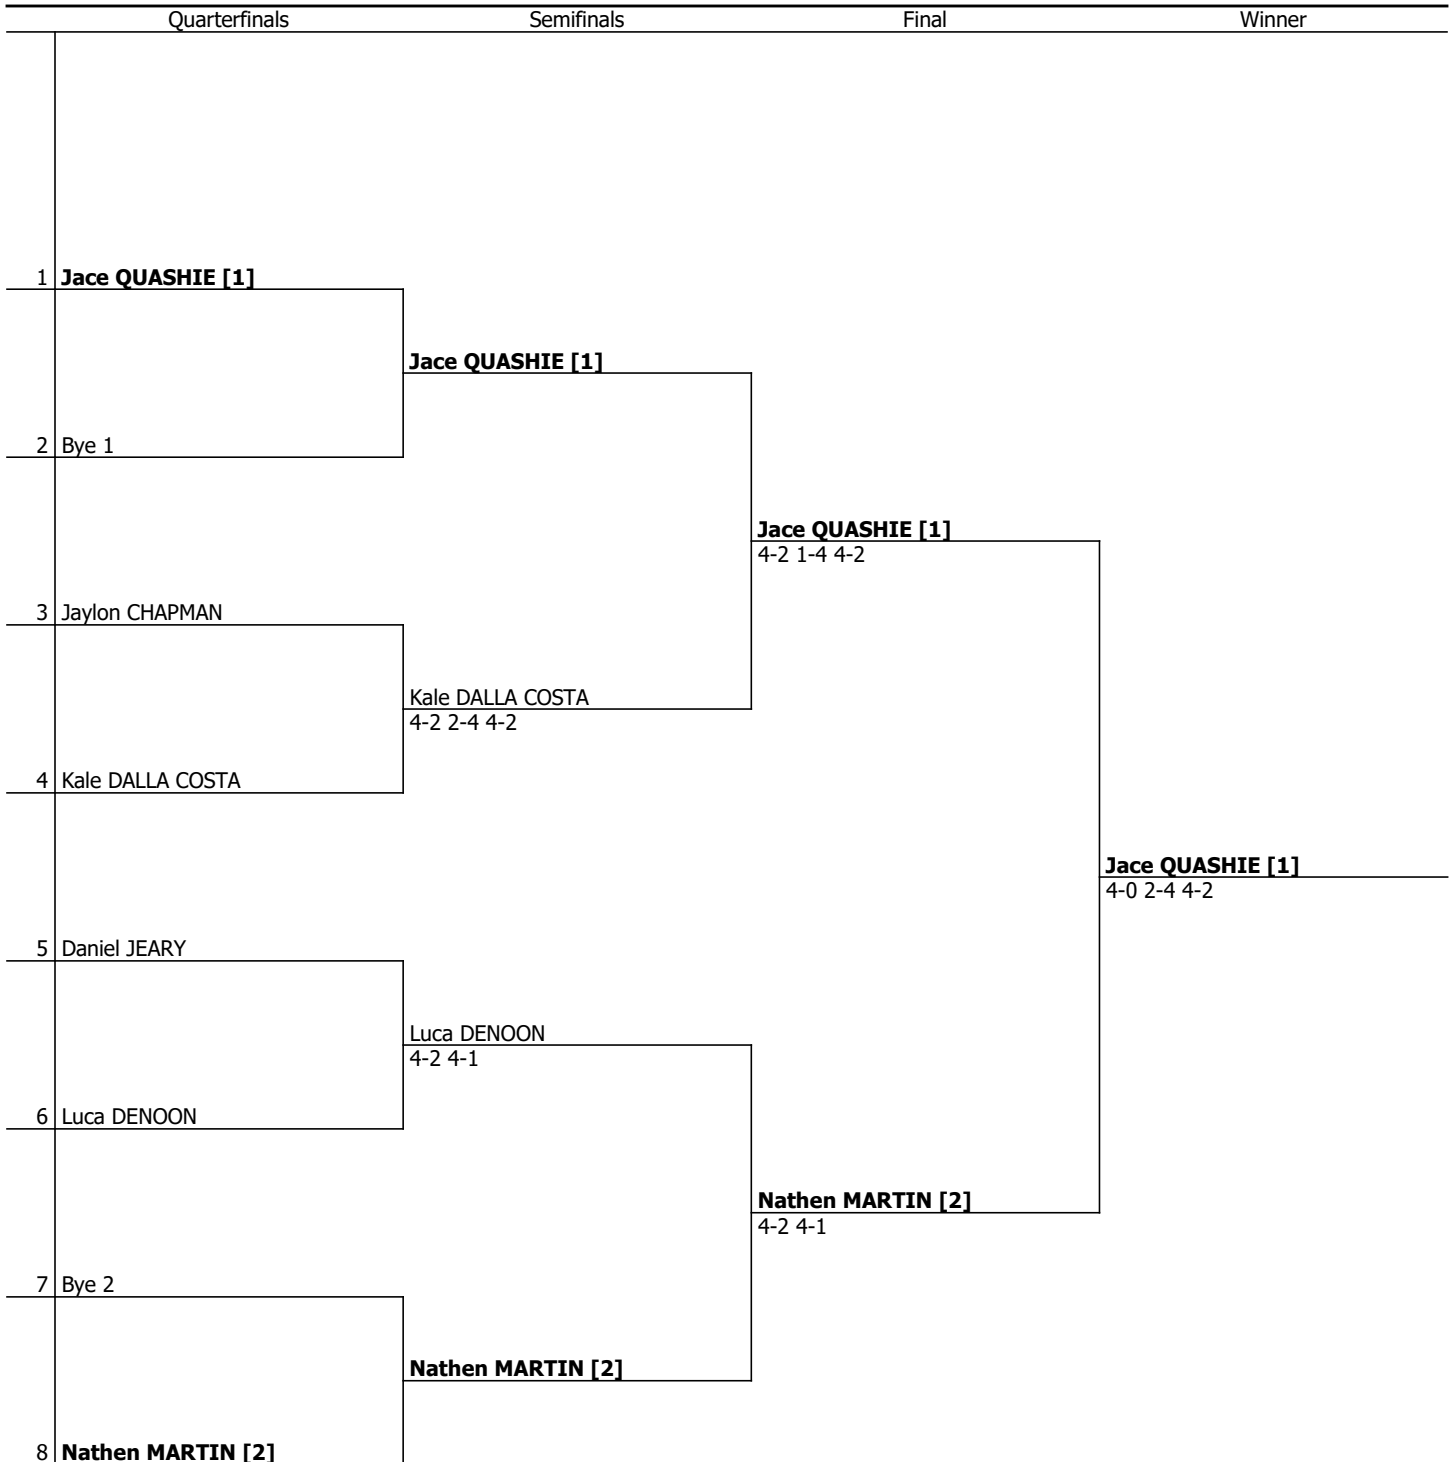 Quarterfinals Semifinals Final Winner
1 Jace QUASHIE [1]
Jace QUASHIE [1]
2 Bye 1
Jace QUASHIE [1]
4-2 1-4 4-2
3 Jaylon CHAPMAN
Kale DALLA COSTA
4-2 2-4 4-2
4 Kale DALLA COSTA
Jace QUASHIE [1]
4-0 2-4 4-2
5 Daniel JEARY
Luca DENOON
4-2 4-1
6 Luca DENOON
Nathen MARTIN [2]
4-2 4-1
7 Bye 2
Nathen MARTIN [2]
8 Nathen MARTIN [2]